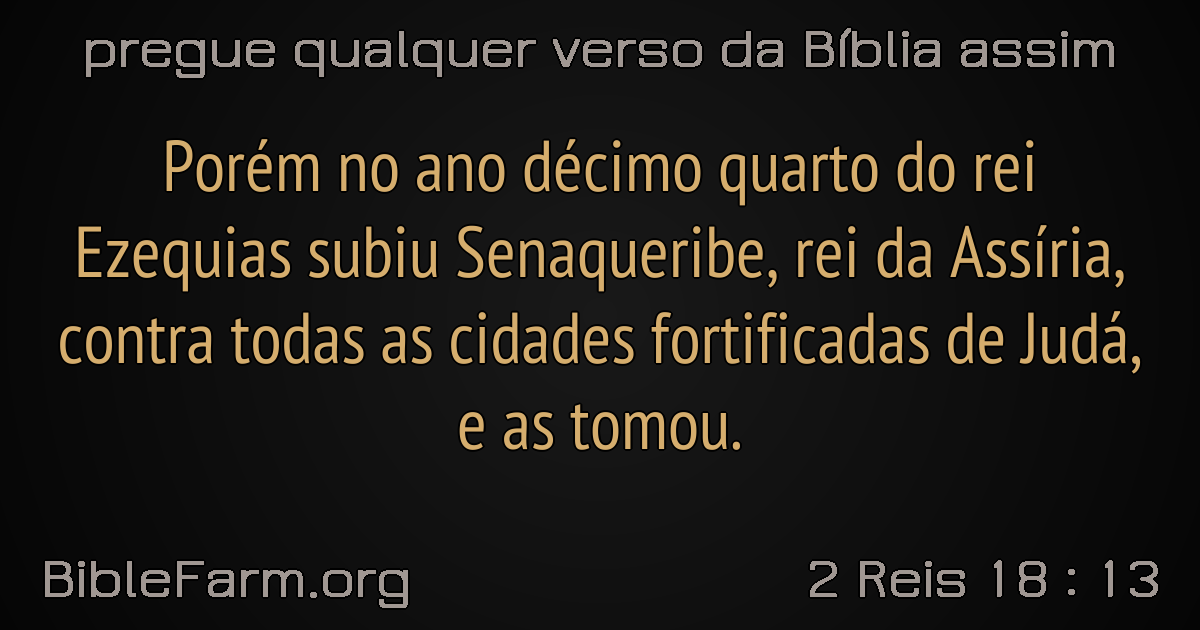 pregue qualquer verso da Bíblia assim
Porém no ano décimo quarto do rei
Ezequias subiu Senaqueribe, rei da Assíria,
contra todas as cidades fortificadas de Judá,
e as tomou.
BibleFarm.org
2 Reis 18 : 13